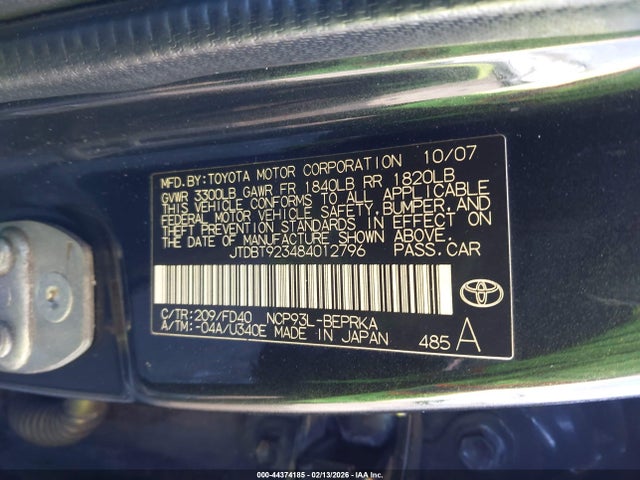 MFD. BY: TOYOTA MOTOR CORPORATION 10/07
GVWR 3300LB GAWR FR 1840LB RR 1820LB
THIS VEHICLE CONFORMS TO ALL APPLICABLE
FEDERAL MOTOR VEHICLE SAFETY, BUMPER, AND
THEFT PREVENTION STANDARDS IN EFFECT ON
THE DATE OF MANUFACTURE SHOWN ABOVE.
JTDBT923484012796 PASS. CAR
C/TR: 209/FD40 NCP93L-BEPRKA
A/TM: -04A/U340E MADE IN JAPAN 485 A
000-44374185 - 02/13/2026 - IAA Inc.